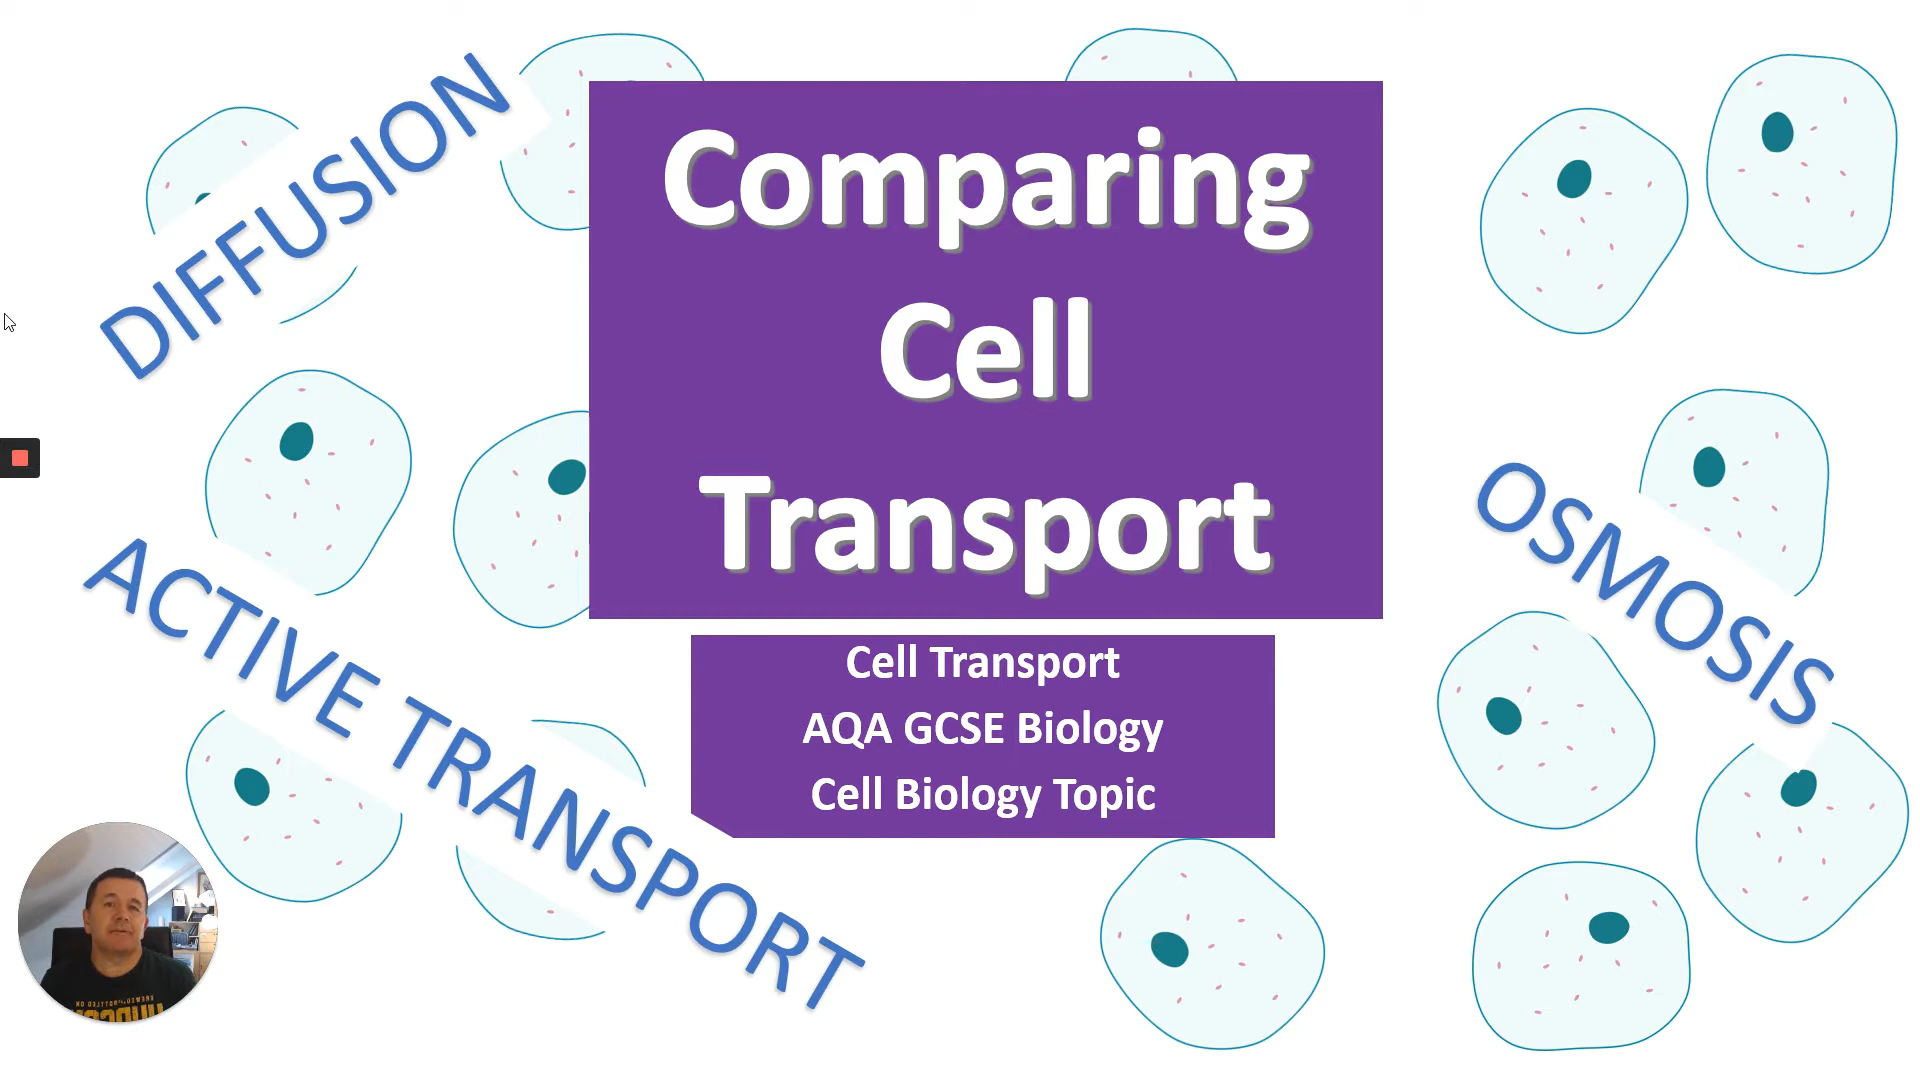 DIFFUSION
Comparing
Cell
Transport
OSMOSIS
ACTIVE TRANSPORT
Cell Transport
AQA GCSE Biology
Cell Biology Topic